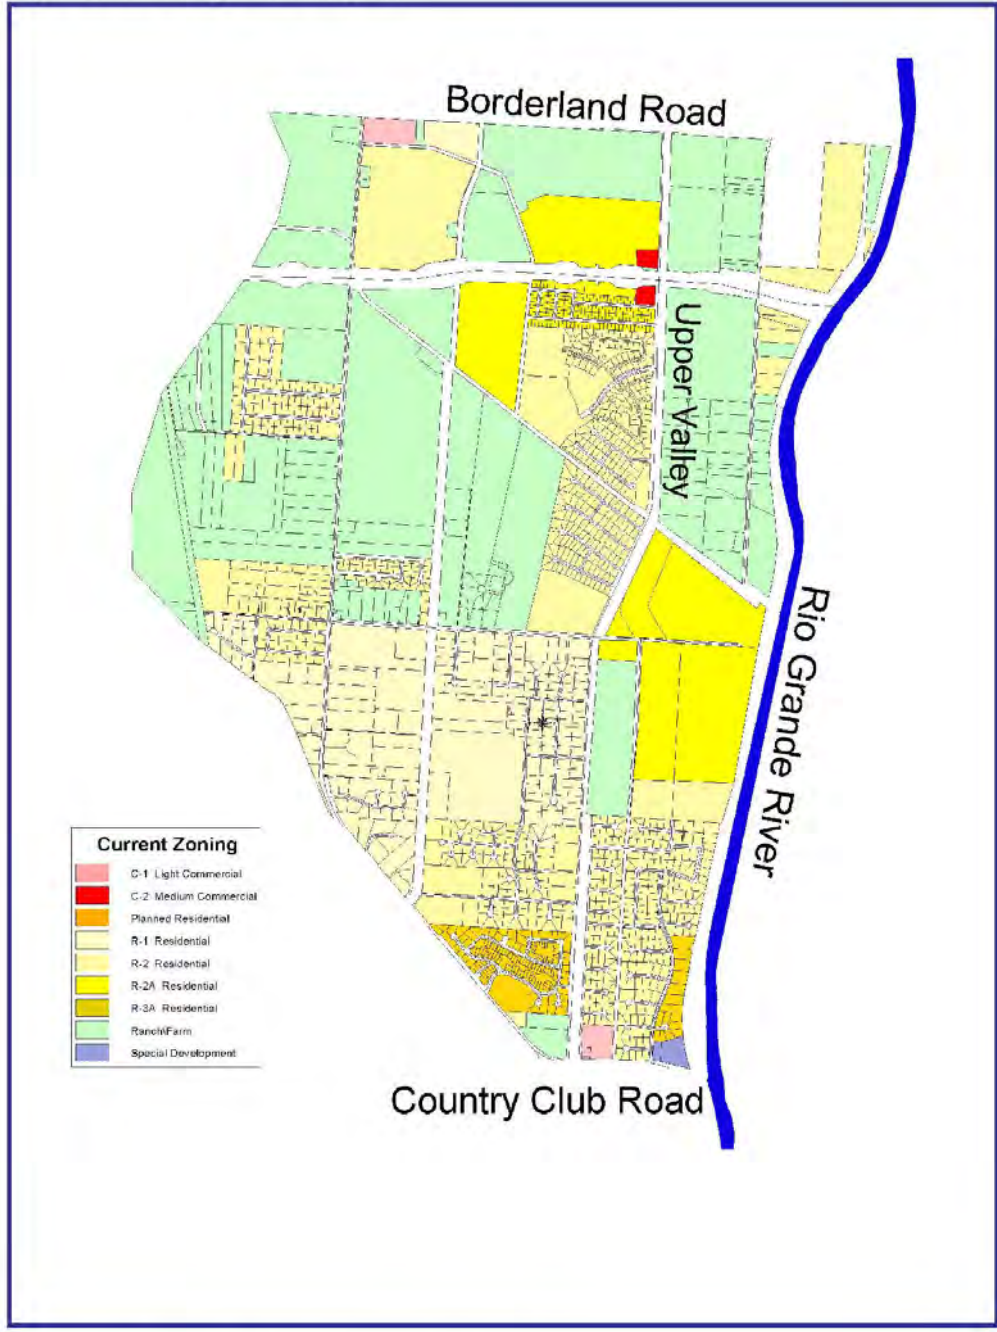 Borderland Road
Upper Valley
Rio Grande River
Current Zoning
C-1 Light Commercial
C-2 Medium Commercial
Planned Residential
R-1 Residential
R-2 Residential
R-2A Residential
R-3A Residential
Ranch\Farm
Special Development
Country Club Road